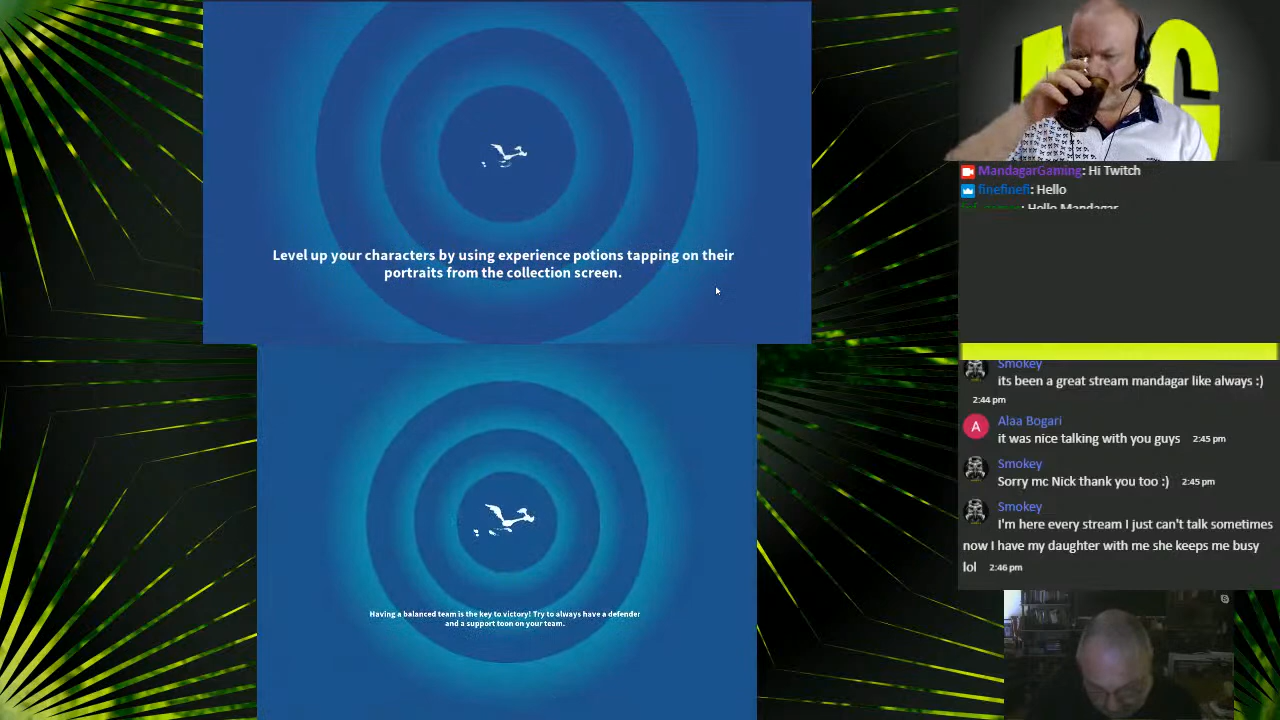 Level up your characters by using experience potions tapping on their
portraits from the collection screen.
Having a balanced team is the key to victory! Try to always have a defender
and a support toon on your team.
MandagarGaming: Hi Twitch
finefinefi: Hello
: Hello Mandagar
Smokey
its been a great stream mandagar like always :)
2:44 pm
A
Alaa Bogari
it was nice talking with you guys 2:45 pm
Smokey
Sorry mc Nick thank you too :) 2:45 pm
Smokey
I'm here every stream I just can't talk sometimes
now I have my daughter with me she keeps me busy
lol 2:46 pm